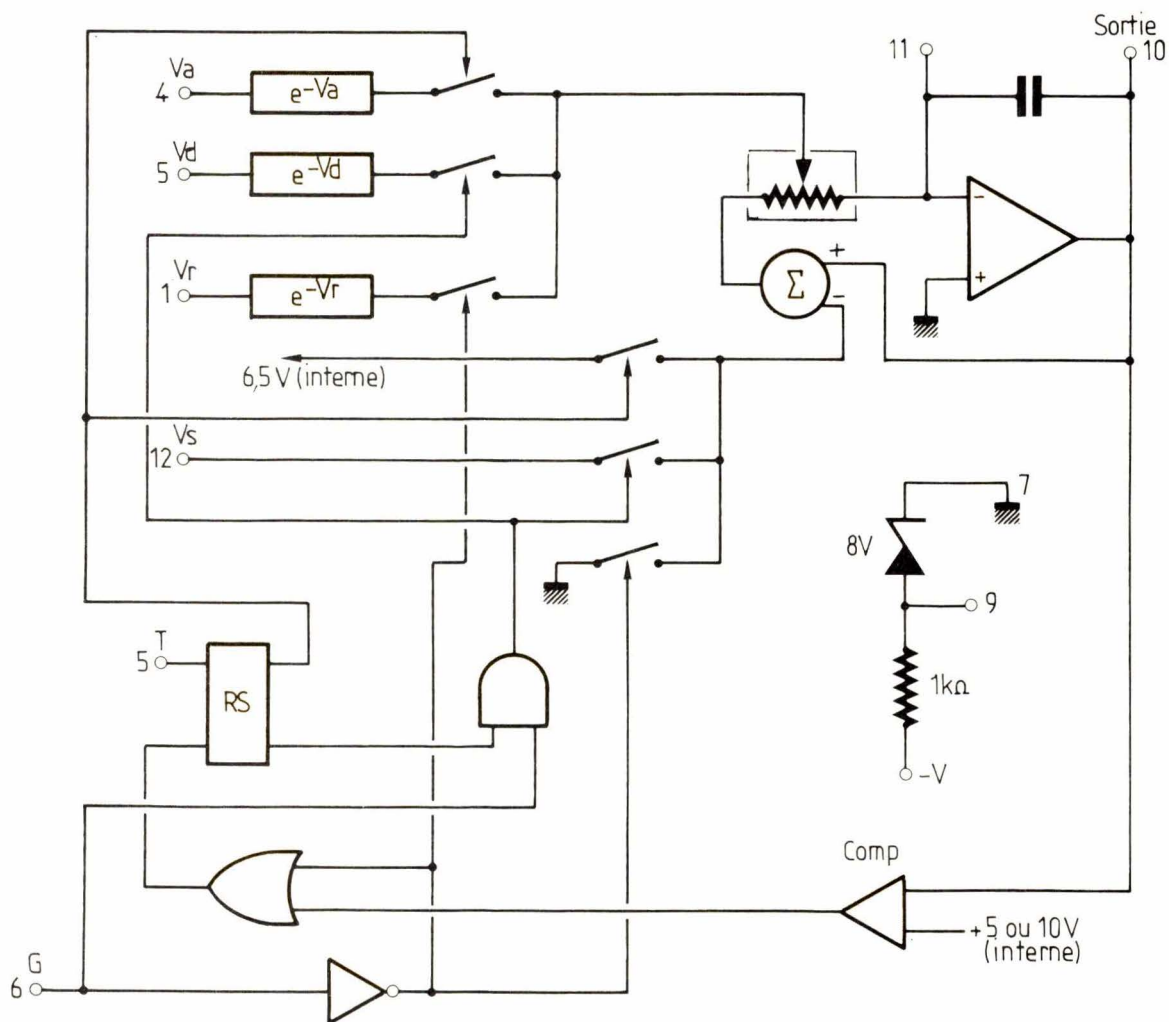 Sortie
11
10
Va
4
e-Va
Vd
5
e-Vd
Vr
1
e-Vr
+
-
Σ
-
+
6,5 V (interne)
Vs
12
7
8V
9
T
5
RS
1kΩ
-V
Comp
+5 ou 10V
(interne)
G
6